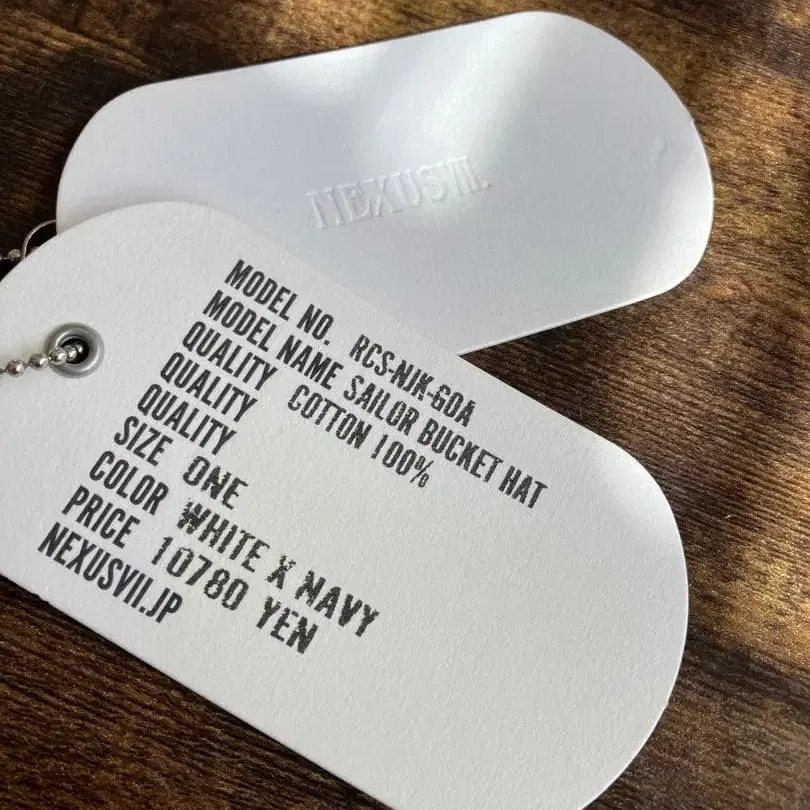 NEXUSVII.
MODEL NO. RCS-NJK-60A
MODEL NAME SAILOR BUCKET HAT
QUALITY COTTON 100%
QUALITY
QUALITY
SIZE ONE
COLOR WHITE X NAVY
PRICE 10780 YEN
NEXUSVII.JP